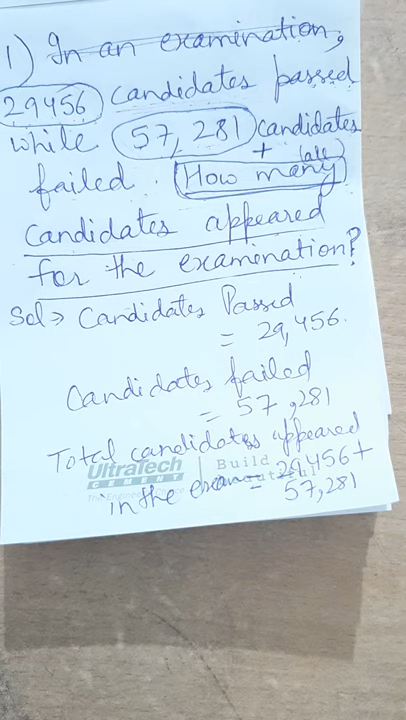 1) In an examination,
29456 candidates passed
while 57,281 candidates
+ (all)
failed. How many
candidates appeared
for the examination?
Sol → Candidates Passed
= 29,456.
Candidates failed
= 57,281
Total candidates appeared
UltraTech Build
CEMENT
in the exam = 29,456 +
57,281